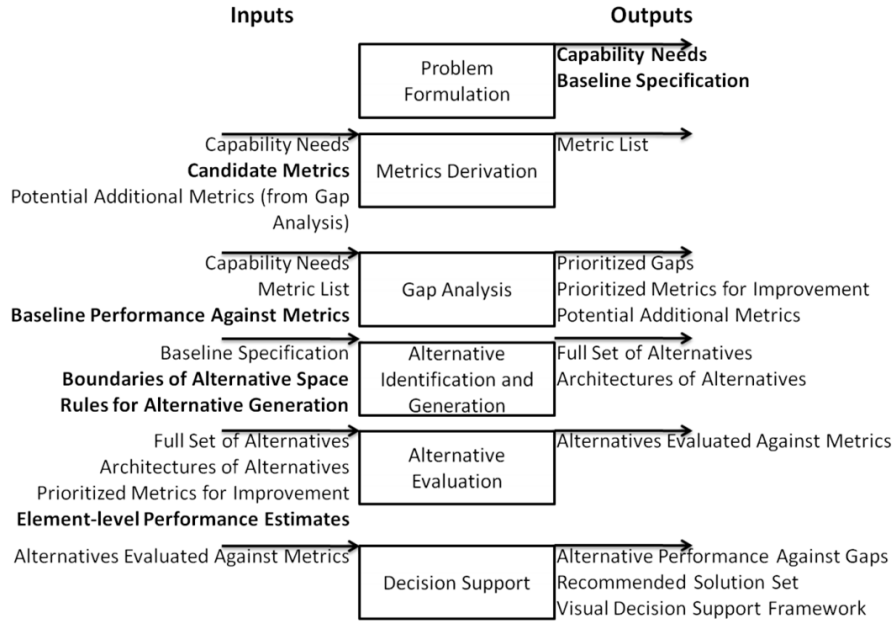 Inputs
Outputs
Problem
Formulation
Capability Needs
Baseline Specification
Capability Needs
Candidate Metrics
Potential Additional Metrics (from Gap
Analysis)
Metrics Derivation
Metric List
Capability Needs
Metric List
Baseline Performance Against Metrics
Gap Analysis
Prioritized Gaps
Prioritized Metrics for Improvement
Potential Additional Metrics
Baseline Specification
Boundaries of Alternative Space
Rules for Alternative Generation
Alternative
Identification and
Generation
Full Set of Alternatives
Architectures of Alternatives
Full Set of Alternatives
Architectures of Alternatives
Prioritized Metrics for Improvement
Element-level Performance Estimates
Alternative
Evaluation
Alternatives Evaluated Against Metrics
Alternatives Evaluated Against Metrics
Decision Support
Alternative Performance Against Gaps
Recommended Solution Set
Visual Decision Support Framework